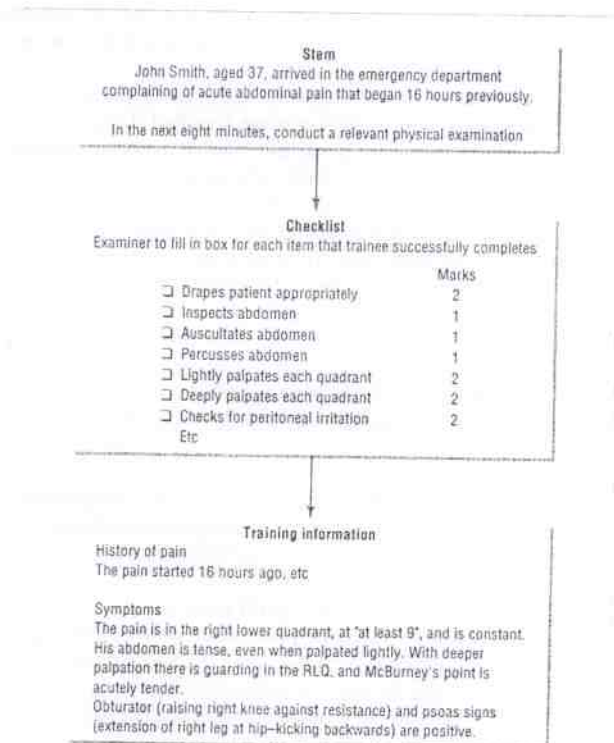 Stem
John Smith, aged 37, arrived in the emergency department
complaining of acute abdominal pain that began 16 hours previously.
In the next eight minutes, conduct a relevant physical examination
Checklist
Examiner to fill in box for each item that trainee successfully completes
Marks
❏ Drapes patient appropriately 2
❏ Inspects abdomen 1
❏ Auscultates abdomen 1
❏ Percusses abdomen 1
❏ Lightly palpates each quadrant 2
❏ Deeply palpates each quadrant 2
❏ Checks for peritoneal irritation 2
Etc
Training information
History of pain
The pain started 16 hours ago, etc
Symptoms
The pain is in the right lower quadrant, at "at least 9", and is constant.
His abdomen is tense, even when palpated lightly. With deeper
palpation there is guarding in the RLQ, and McBurney's point is
acutely tender.
Obturator (raising right knee against resistance) and psoas signs
(extension of right leg at hip–kicking backwards) are positive.